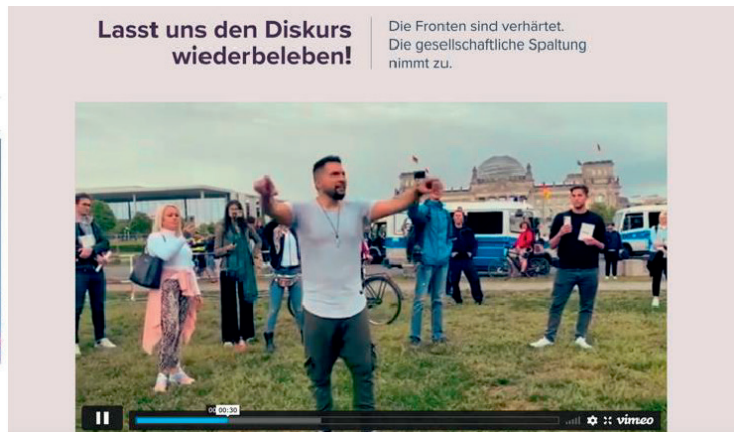 Lasst uns den Diskurs
wiederbeleben!
Die Fronten sind verhärtet.
Die gesellschaftliche Spaltung
nimmt zu.
00:30
vimeo